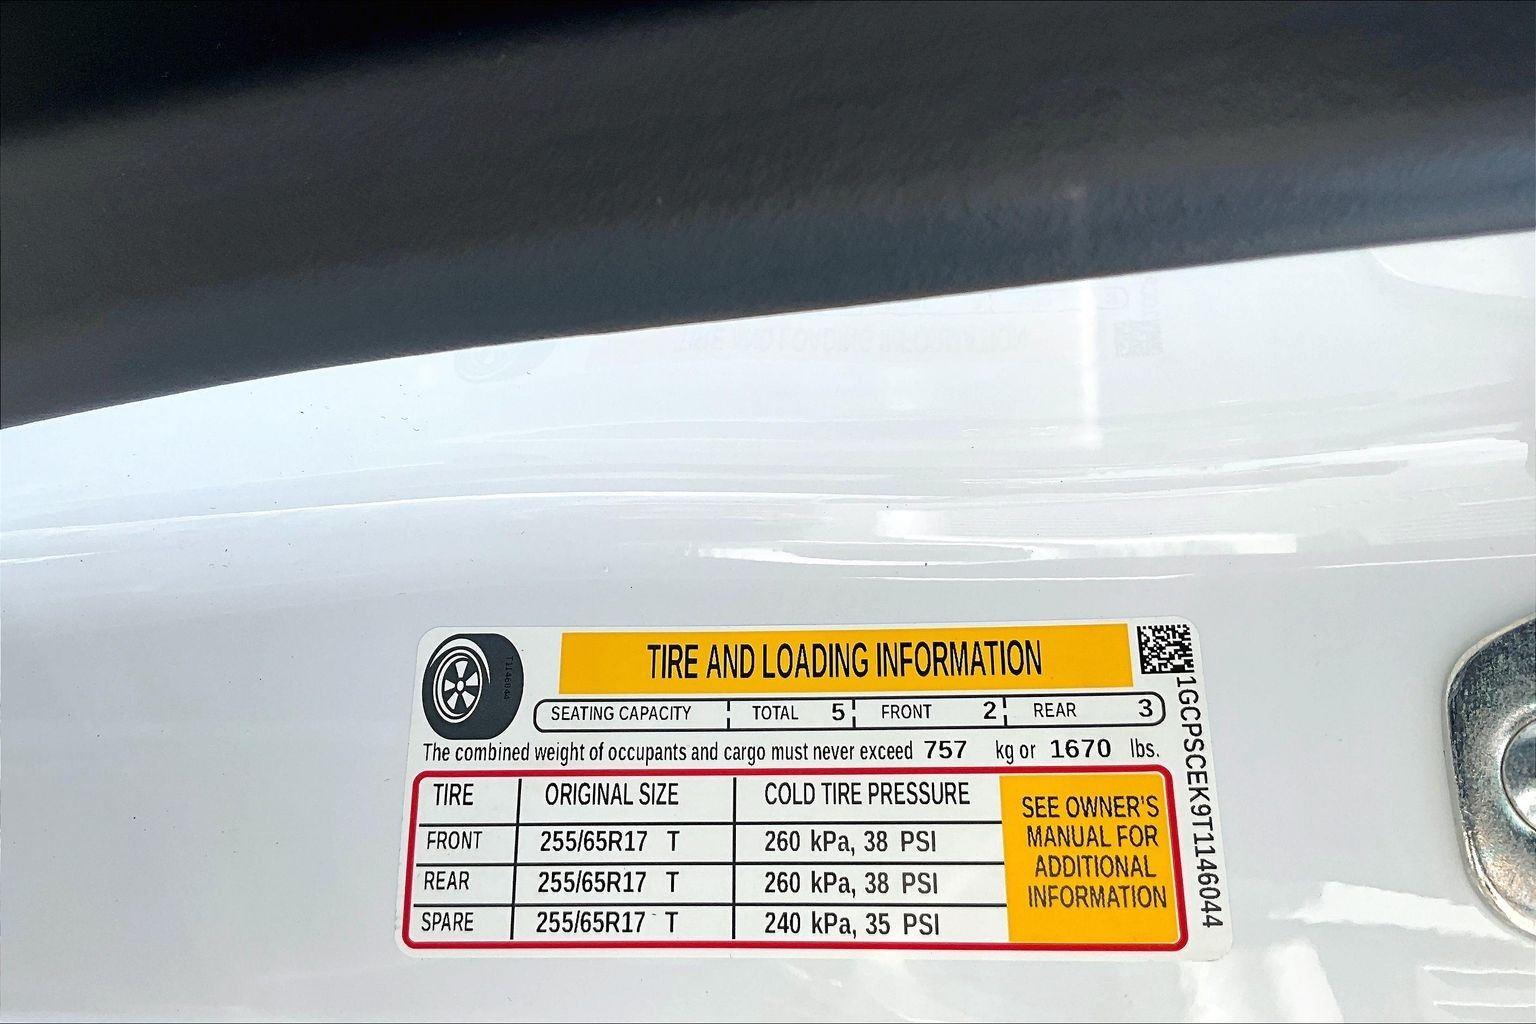 TIRE AND LOADING INFORMATION
SEATING CAPACITY TOTAL 5 FRONT 2 REAR 3
The combined weight of occupants and cargo must never exceed 757 kg or 1670 lbs.
TIRE ORIGINAL SIZE COLD TIRE PRESSURE
FRONT 255/65R17 T 260 kPa, 38 PSI
REAR 255/65R17 T 260 kPa, 38 PSI
SPARE 255/65R17 T 240 kPa, 35 PSI
SEE OWNER'S
MANUAL FOR
ADDITIONAL
INFORMATION
1GCPSCEK9T1146044
T1146044